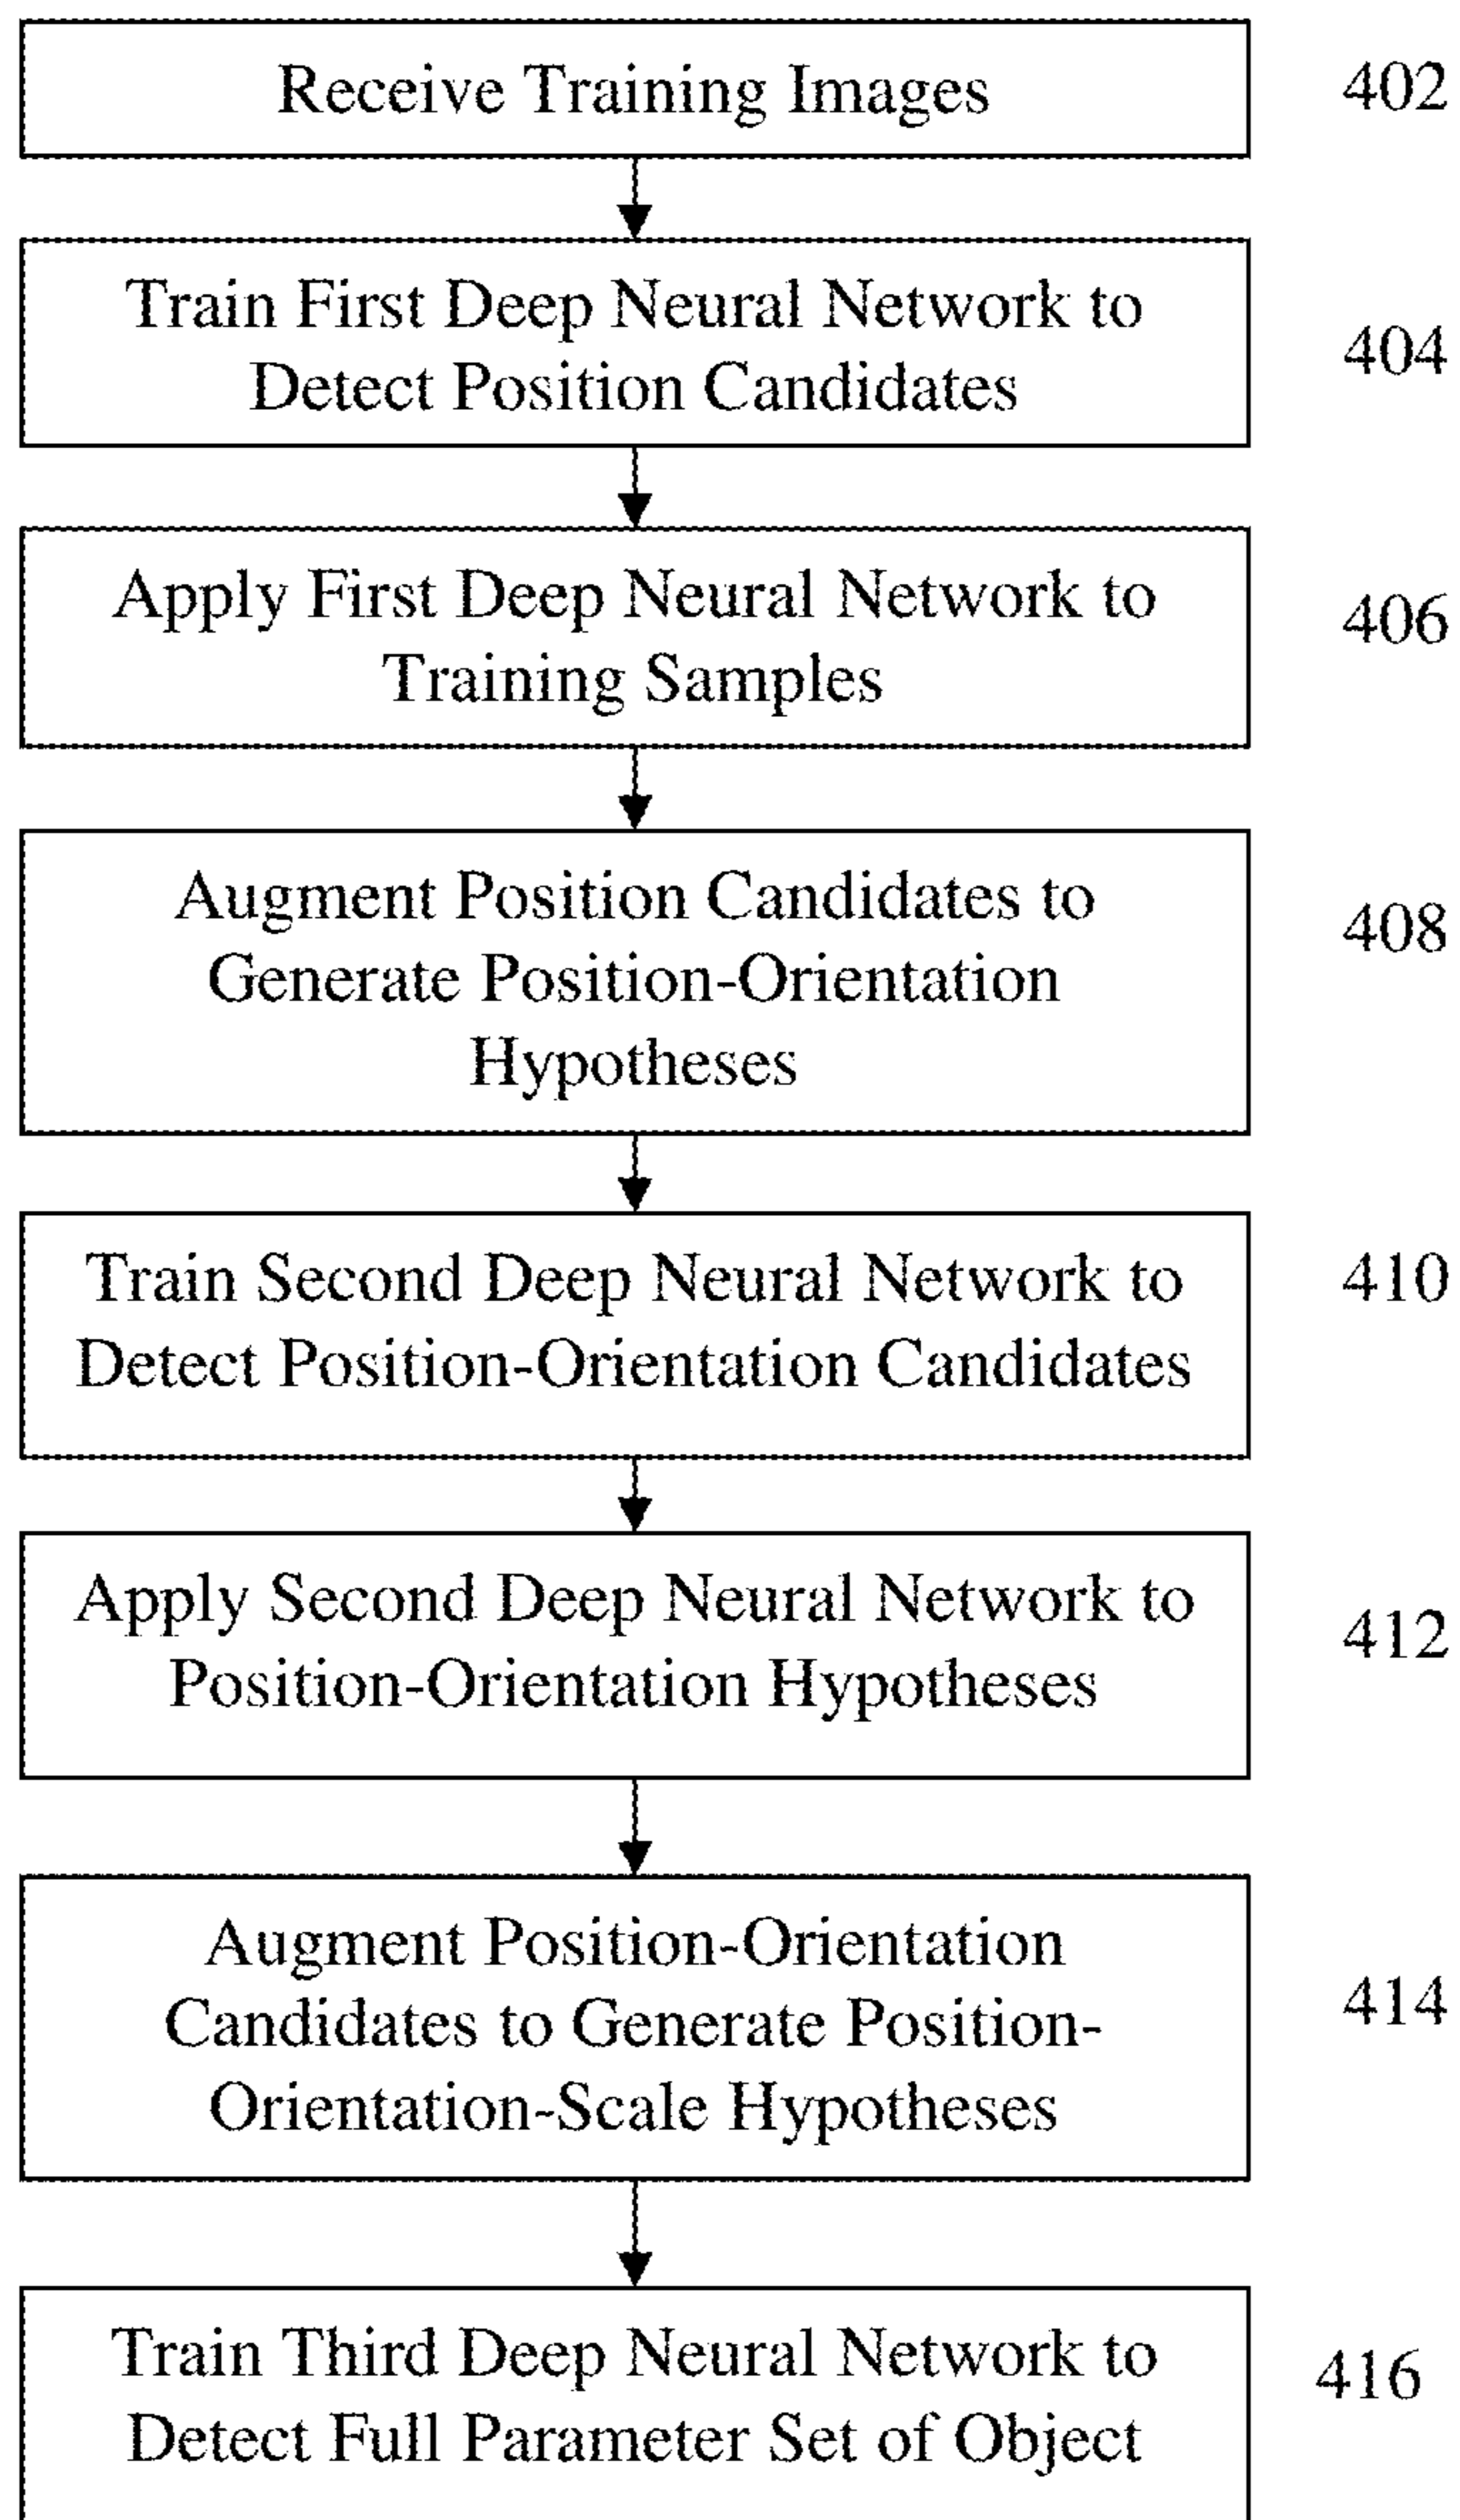 Receive Training Images
402
Train First Deep Neural Network to
Detect Position Candidates
404
Apply First Deep Neural Network to
Training Samples
406
Augment Position Candidates to
Generate Position-Orientation
Hypotheses
408
Train Second Deep Neural Network to
Detect Position-Orientation Candidates
410
Apply Second Deep Neural Network to
Position-Orientation Hypotheses
412
Augment Position-Orientation
Candidates to Generate Position-
Orientation-Scale Hypotheses
414
Train Third Deep Neural Network to
Detect Full Parameter Set of Object
416